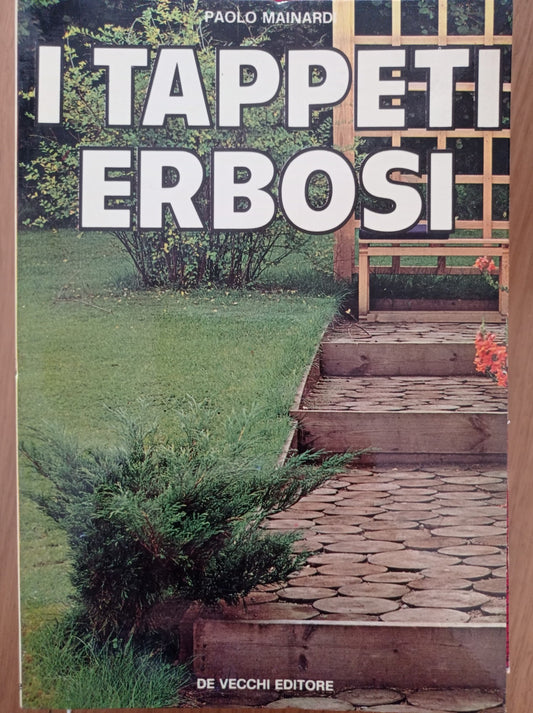 PAOLO MAINARD
I TAPPETI
ERBOSI
DE VECCHI EDITORE